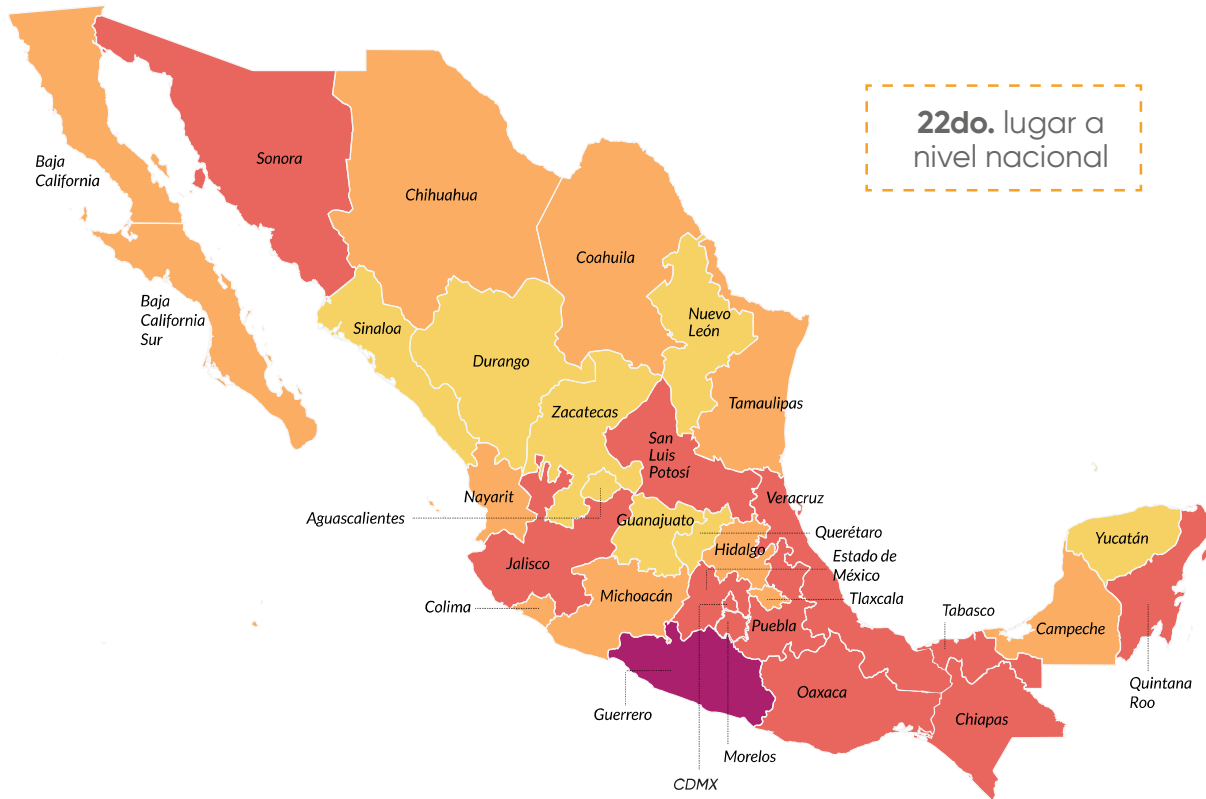 22do. lugar a
nivel nacional
Baja
California
Sonora
Chihuahua
Coahuila
Baja
California
Sur
Sinaloa
Durango
Nuevo
León
Zacatecas
Tamaulipas
San
Luis
Potosí
Nayarit
Veracruz
Aguascalientes
Guanajuato
Querétaro
Hidalgo
Estado de
México
Yucatán
Jalisco
Michoacán
Tlaxcala
Colima
Puebla
Tabasco
Campeche
Quintana
Roo
Oaxaca
Guerrero
Chiapas
Morelos
CDMX